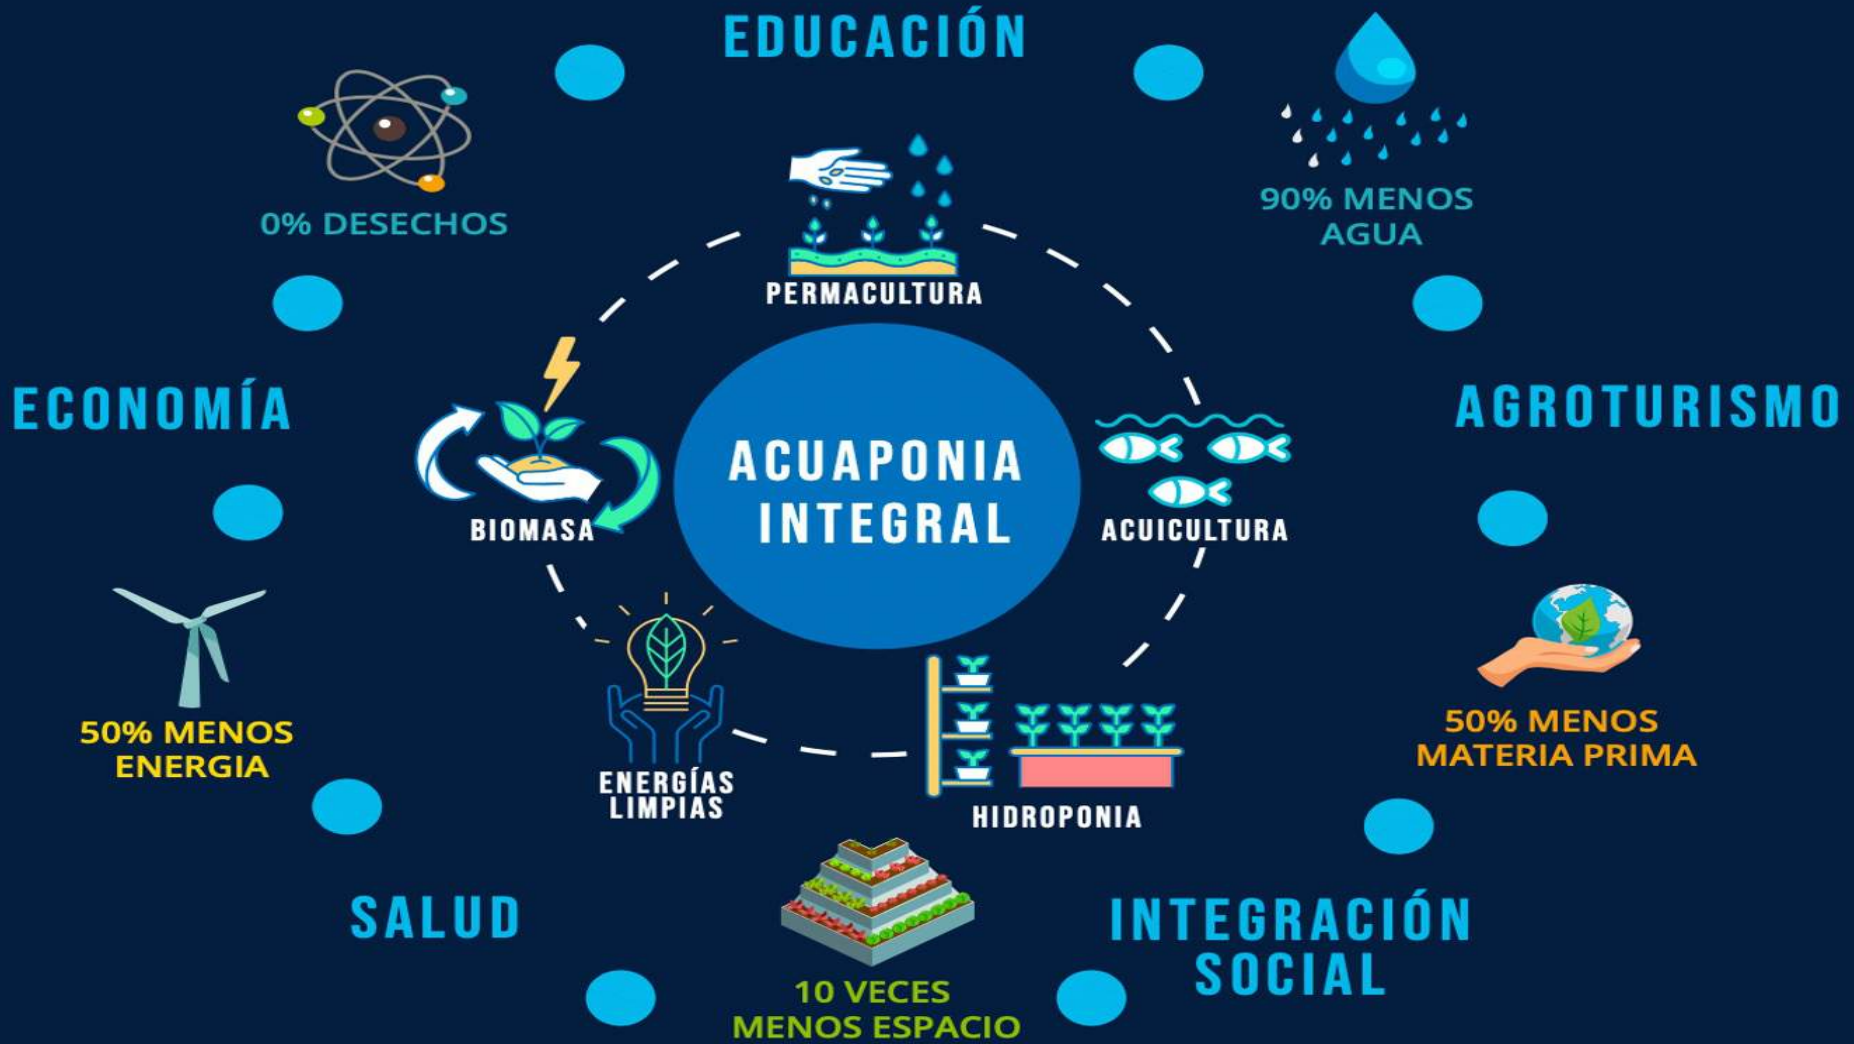 EDUCACIÓN
0% DESECHOS
90% MENOS
AGUA
PERMACULTURA
ECONOMÍA
AGROTURISMO
ACUAPONIA
INTEGRAL
BIOMASA
ACUICULTURA
50% MENOS
ENERGIA
50% MENOS
MATERIA PRIMA
ENERGÍAS
LIMPIAS
HIDROPONIA
SALUD
INTEGRACIÓN
SOCIAL
10 VECES
MENOS ESPACIO